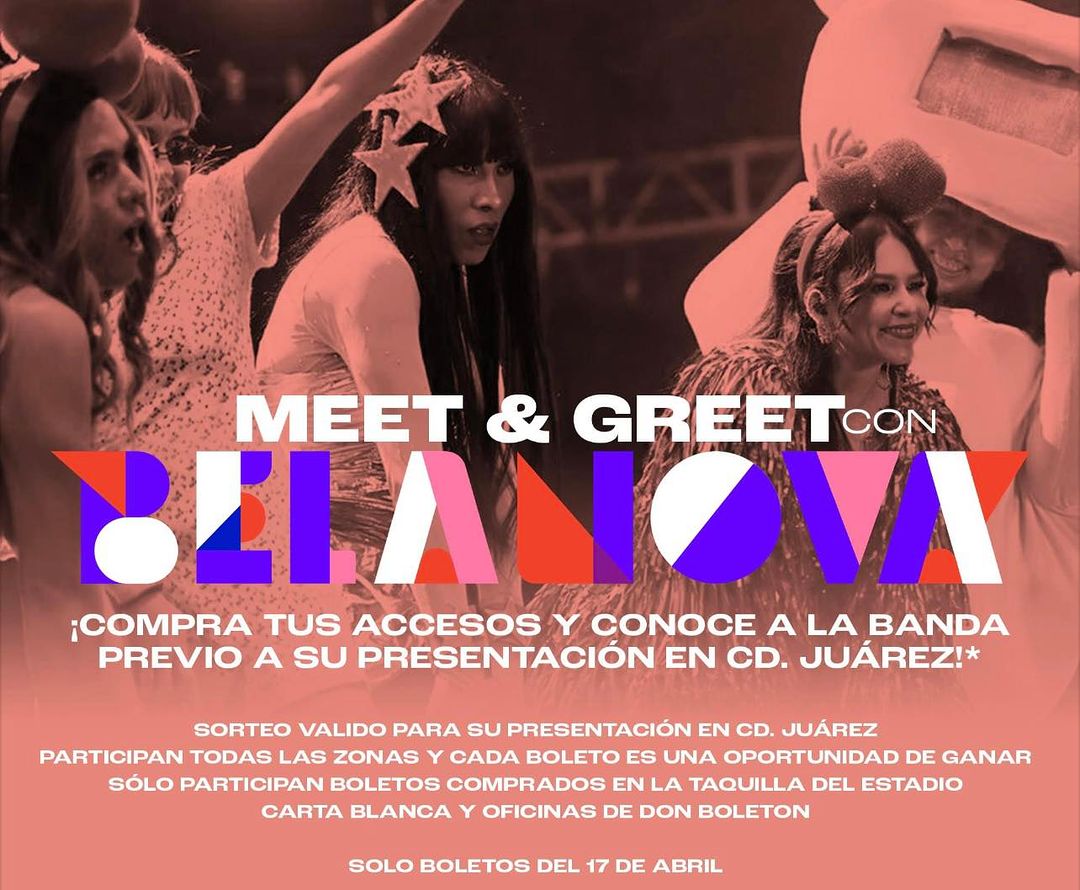 MEET & GREET CON
BELANOVA
¡COMPRA TUS ACCESOS Y CONOCE A LA BANDA
PREVIO A SU PRESENTACIÓN EN CD. JUÁREZ!*
SORTEO VALIDO PARA SU PRESENTACIÓN EN CD. JUÁREZ
PARTICIPAN TODAS LAS ZONAS Y CADA BOLETO ES UNA OPORTUNIDAD DE GANAR
SÓLO PARTICIPAN BOLETOS COMPRADOS EN LA TAQUILLA DEL ESTADIO
CARTA BLANCA Y OFICINAS DE DON BOLETON
SOLO BOLETOS DEL 17 DE ABRIL